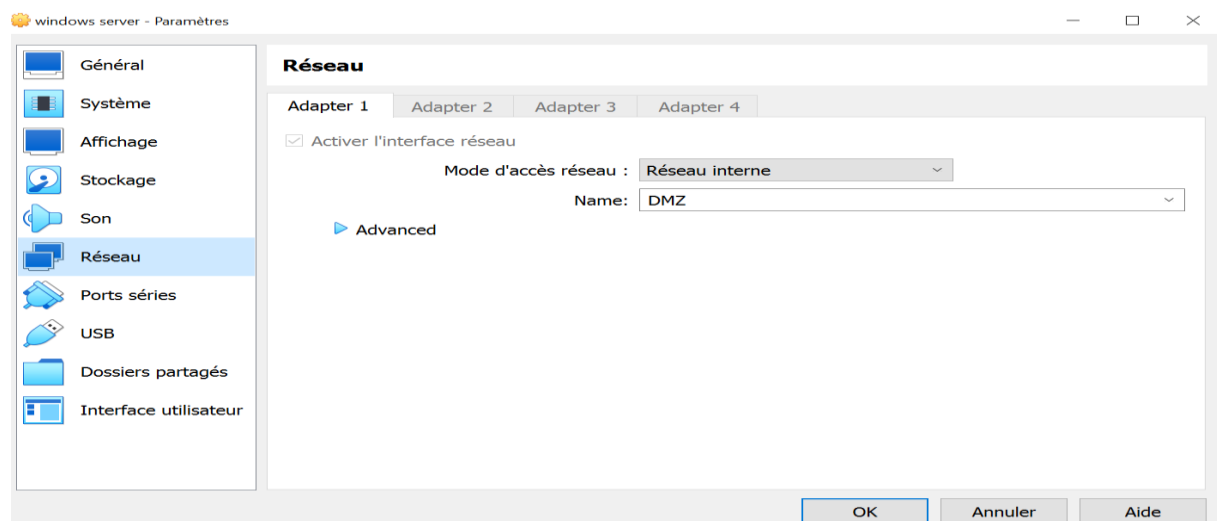 windows server - Paramètres
Général
Système
Affichage
Stockage
Son
Réseau
Ports séries
USB
Dossiers partagés
Interface utilisateur
Réseau
Adapter 1 Adapter 2 Adapter 3 Adapter 4
Activer l'interface réseau
Mode d'accès réseau : Réseau interne
Name: DMZ
Advanced
OK Annuler Aide